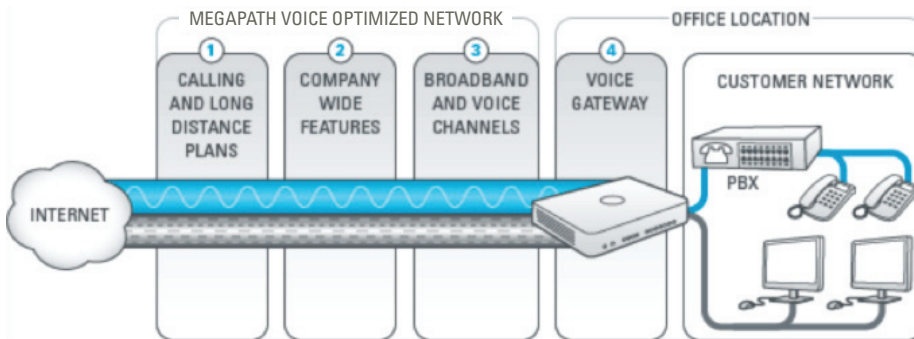 MEGAPATH VOICE OPTIMIZED NETWORK
OFFICE LOCATION
1
CALLING
AND LONG
DISTANCE
PLANS
2
COMPANY
WIDE
FEATURES
3
BROADBAND
AND VOICE
CHANNELS
4
VOICE
GATEWAY
CUSTOMER NETWORK
PBX
INTERNET